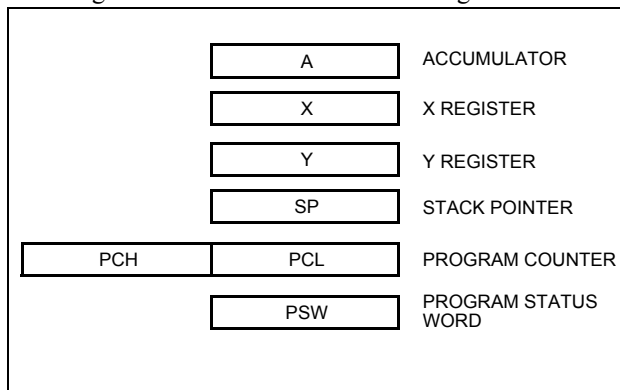 A ACCUMULATOR
X X REGISTER
Y Y REGISTER
SP STACK POINTER
PCH PCL PROGRAM COUNTER
PSW PROGRAM STATUS
WORD